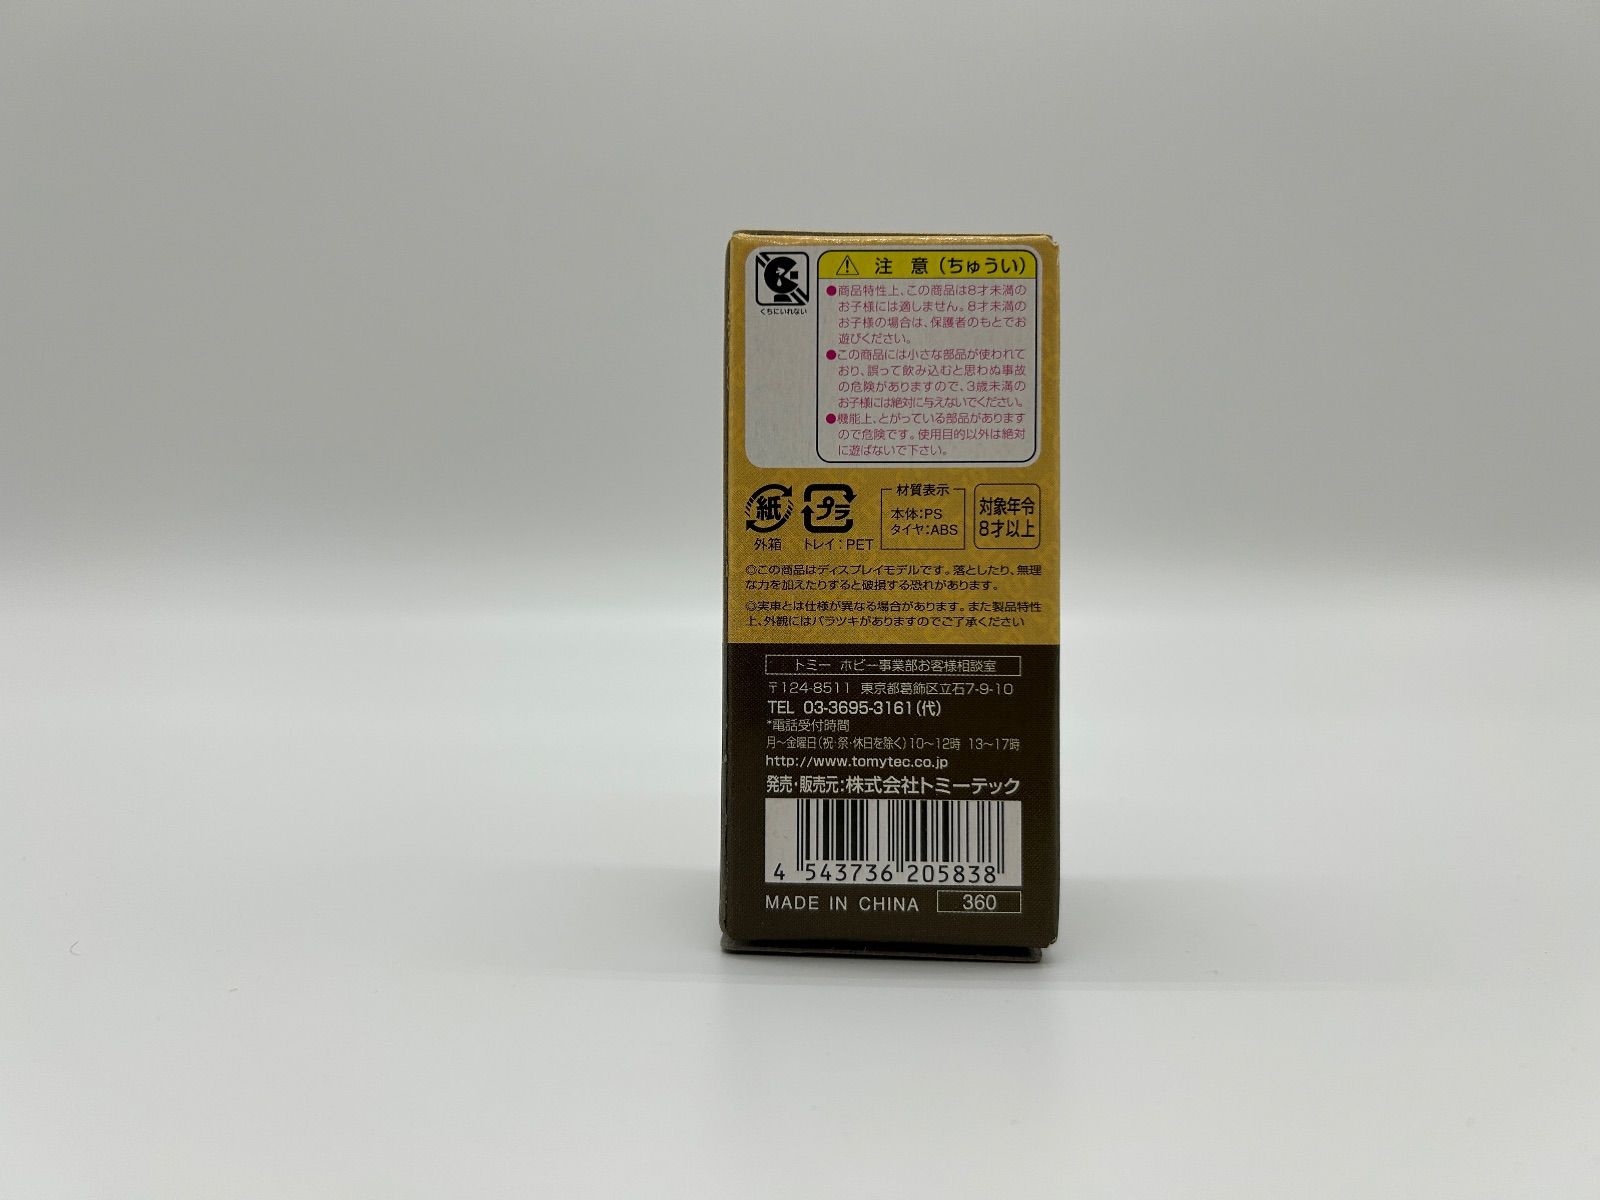 くちにいれない
⚠ 注 意（ちゅうい）
●商品特性上、この商品は8才未満の
お子様には適しません。8才未満の
お子様の場合は、保護者のもとでお
遊びください。
●この商品には小さな部品が使われて
おり、誤って飲み込むと思わぬ事故
の危険がありますので、3歳未満の
お子様には絶対に与えないでください。
●機能上、とがっている部品があります
ので危険です。使用目的以外は絶対
に遊ばないで下さい。
紙
外箱
プラ
トレイ：PET
材質表示
本体：PS
タイヤ：ABS
対象年令
8才以上
◎この商品はディスプレイモデルです。落としたり、無理
な力を加えたりすると破損する恐れがあります。
◎実車とは仕様が異なる場合があります。また製品特性
上、外観にはバラツキがありますのでご了承ください
トミー ホビー事業部お客様相談室
〒124-8511 東京都葛飾区立石7-9-10
TEL 03-3695-3161（代）
*電話受付時間
月〜金曜日（祝・祭・休日を除く）10〜12時 13〜17時
http://www.tomytec.co.jp
発売・販売元：株式会社トミーテック
4 543736 205838
MADE IN CHINA 360